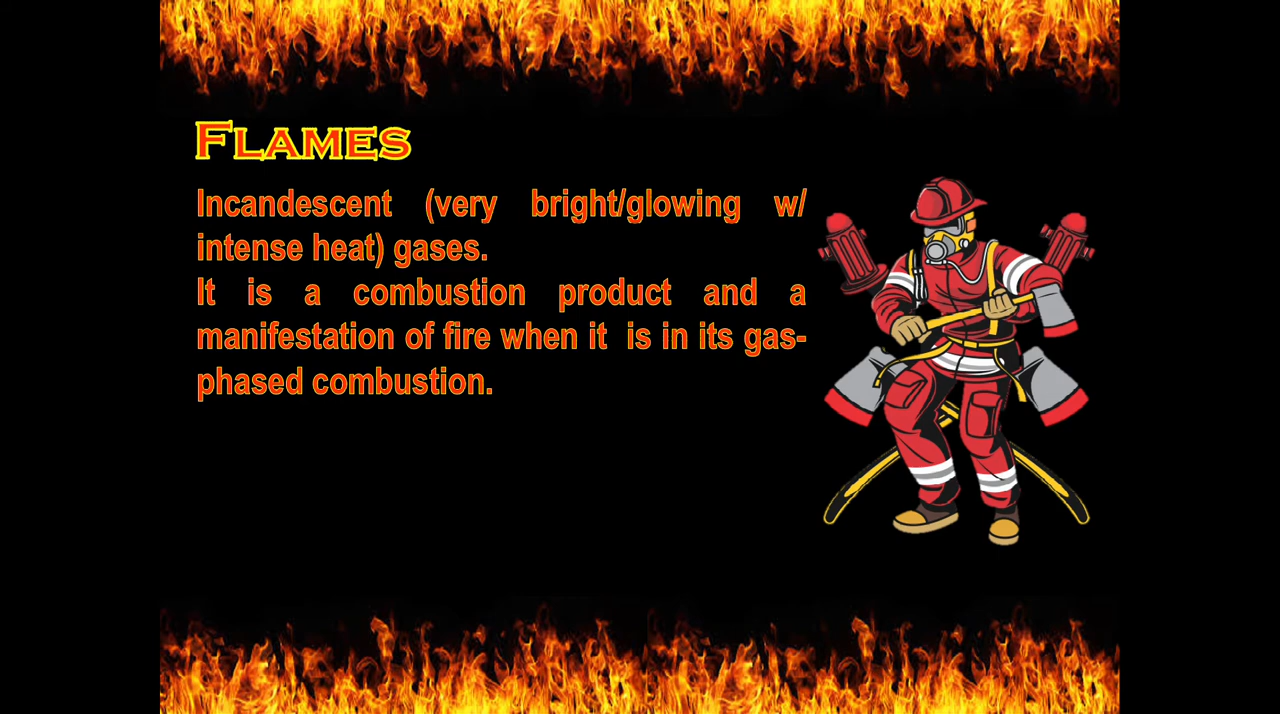 FLAMES
Incandescent (very bright/glowing w/
intense heat) gases.
It is a combustion product and a
manifestation of fire when it is in its gas-
phased combustion.